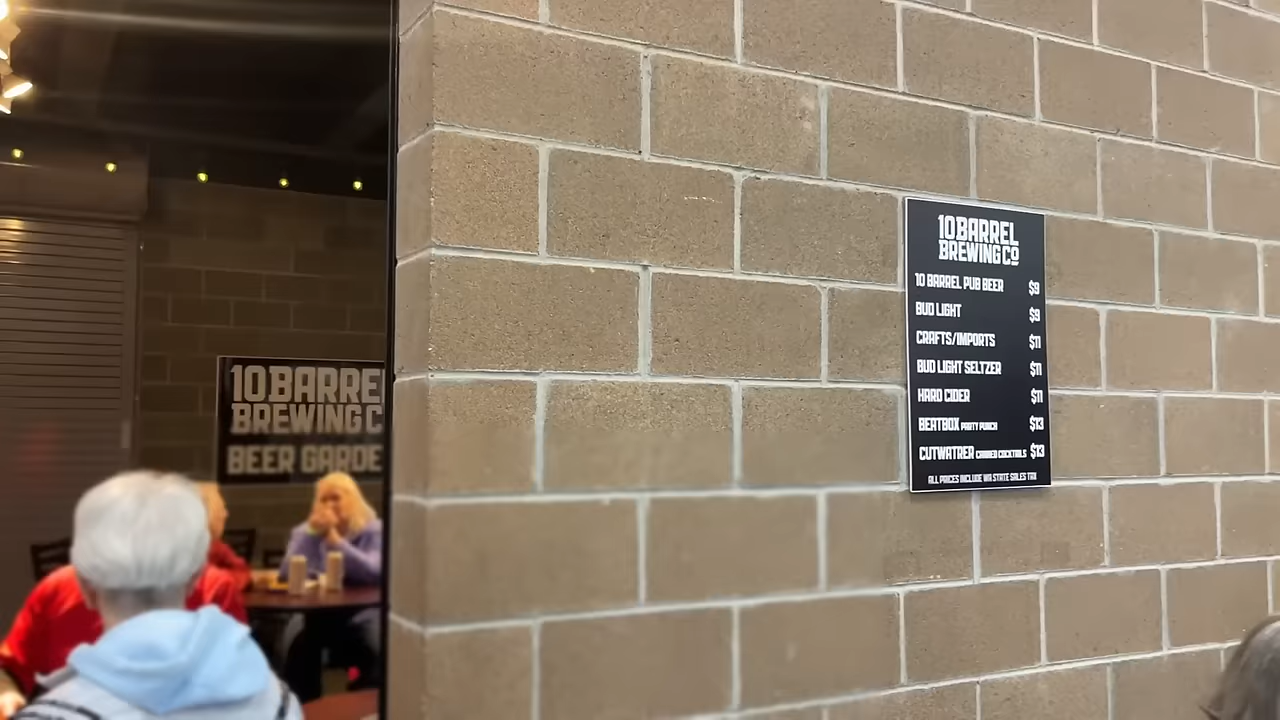 10 BARREL
BREWING CO
10 BARREL PUB BEER $9
BUD LIGHT $9
CRAFTS/IMPORTS $11
BUD LIGHT SELTZER $11
HARD CIDER $11
BEATBOX PARTY PUNCH $13
CUTWATRER CANNED COCKTAILS $13
ALL PRICES INCLUDE WA STATE SALES TAX
10 BARREL
BREWING C
BEER GARDE